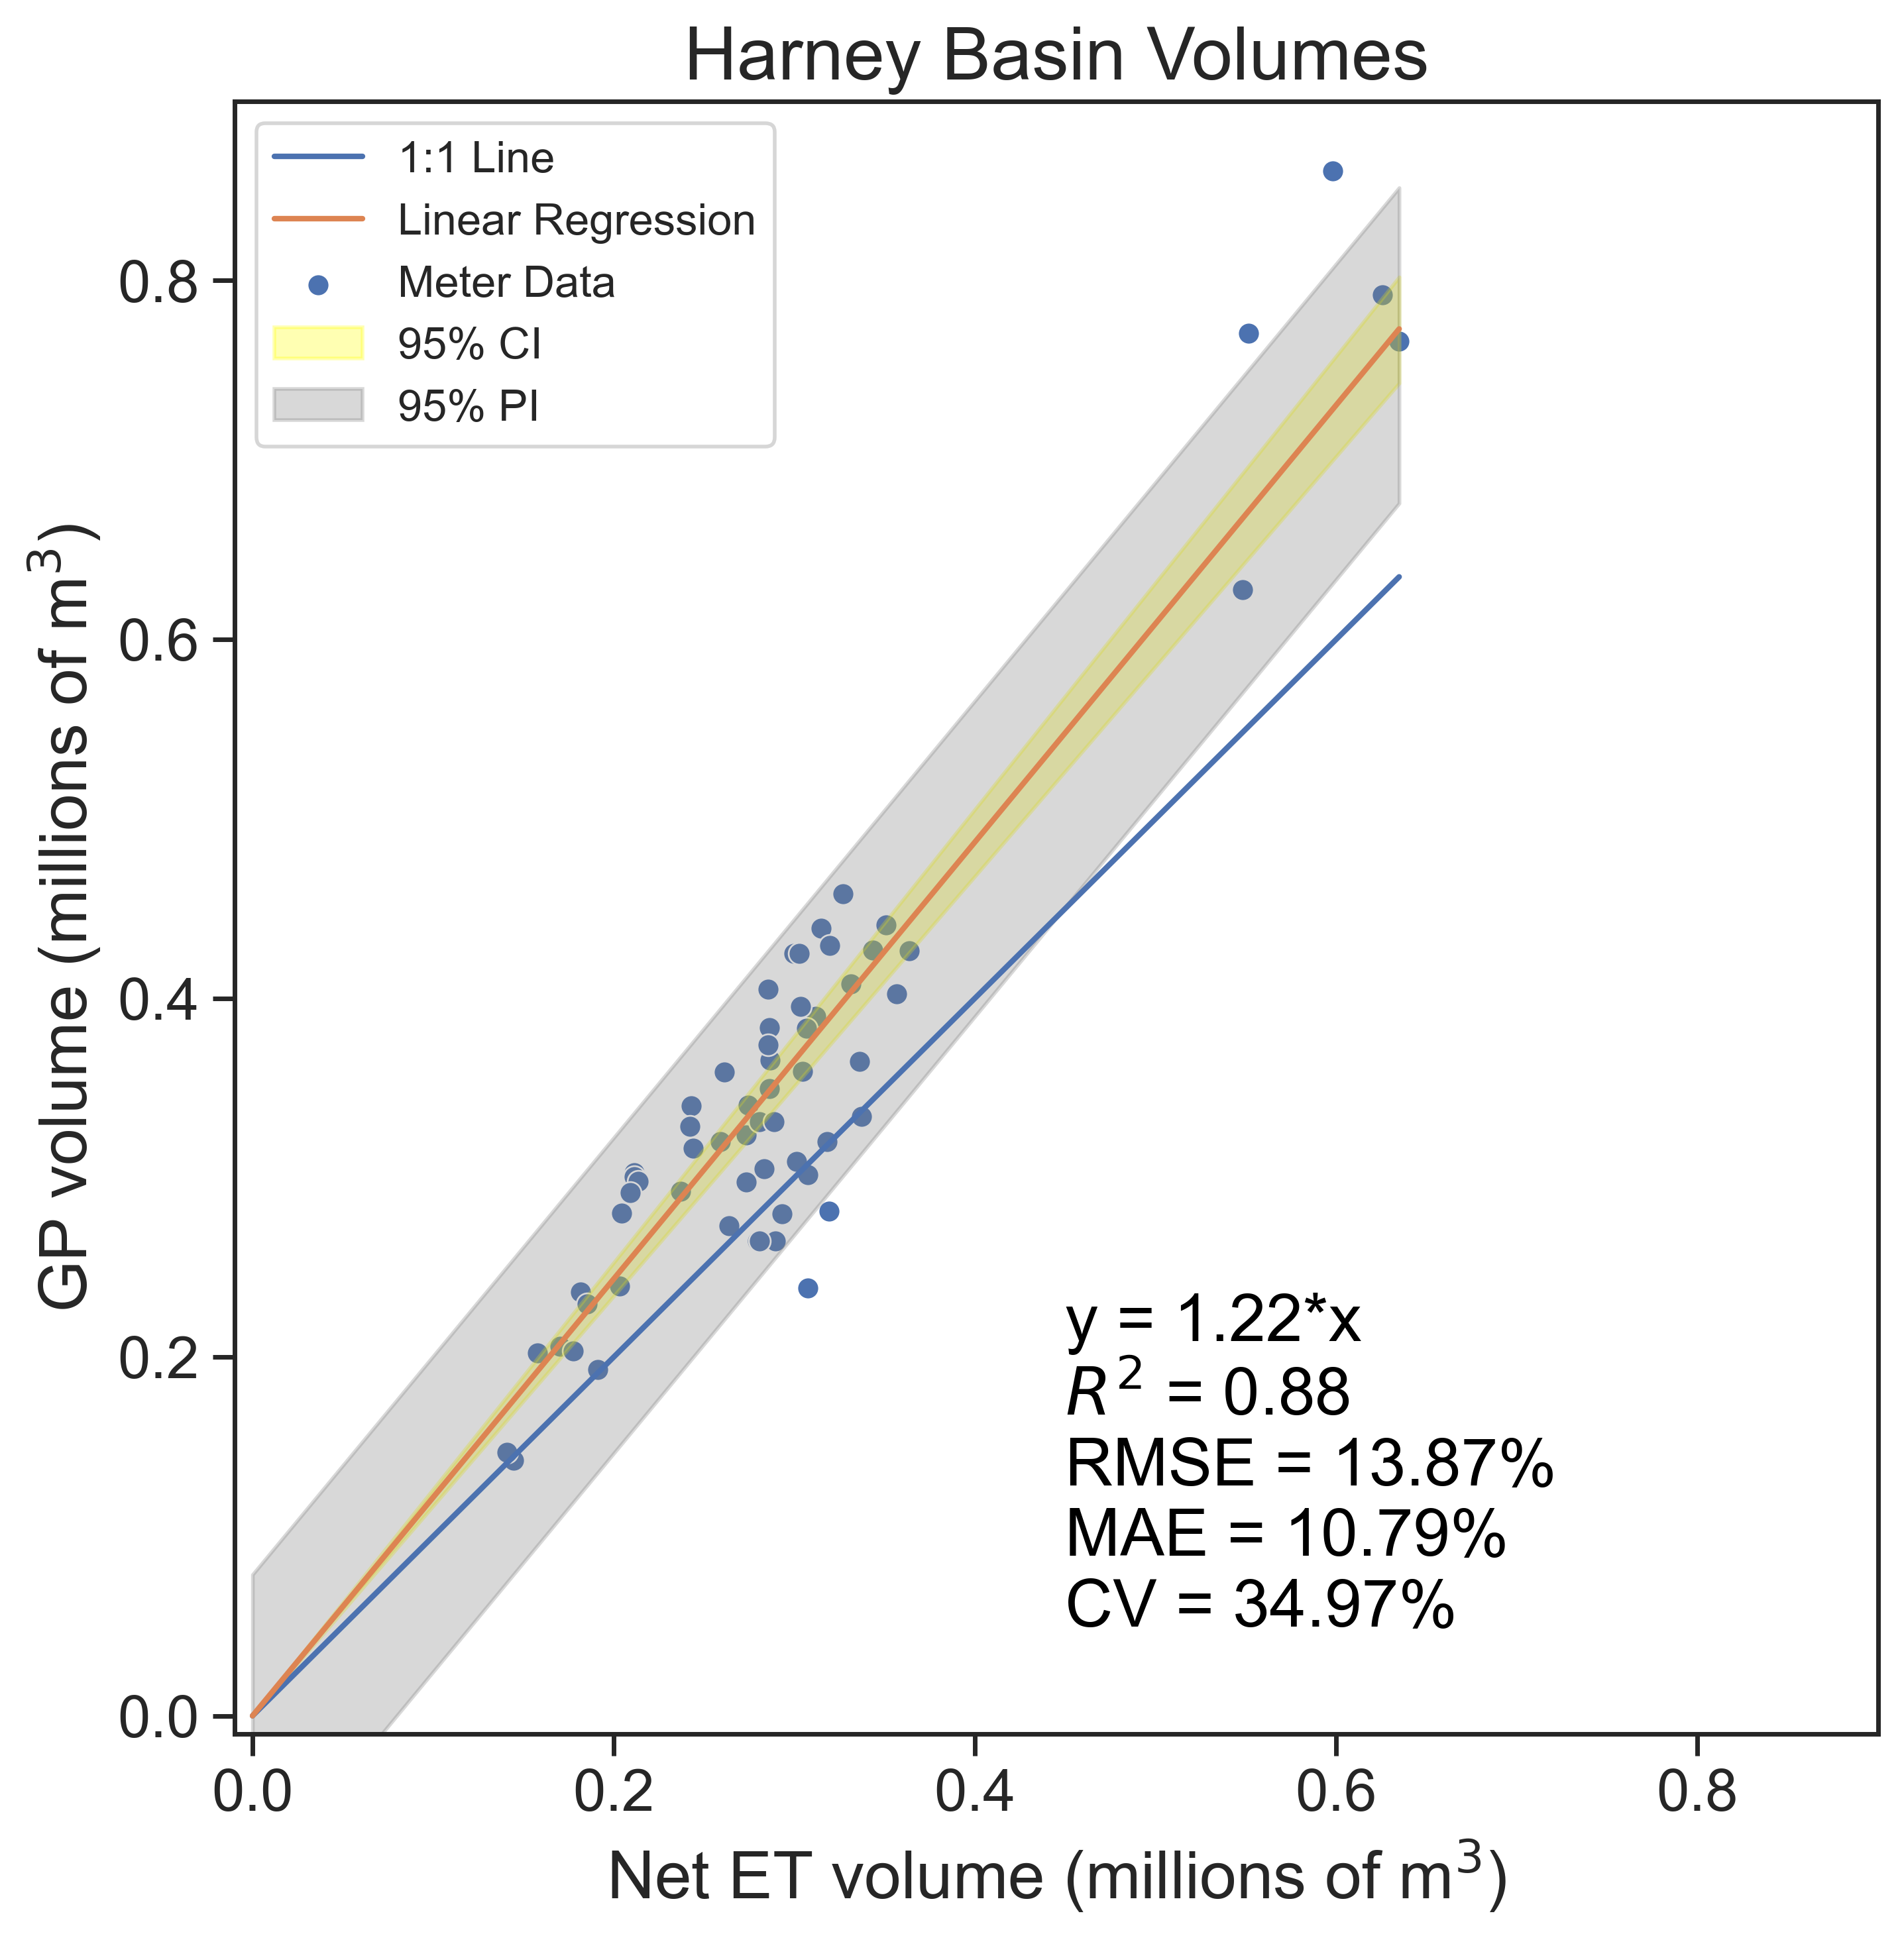 Harney Basin Volumes
1:1 Line
Linear Regression
Meter Data
95% CI
95% PI
GP volume (millions of m³)
0.8
0.6
0.4
0.2
0.0
y = 1.22*x
R² = 0.88
RMSE = 13.87%
MAE = 10.79%
CV = 34.97%
0.0 0.2 0.4 0.6 0.8
Net ET volume (millions of m³)